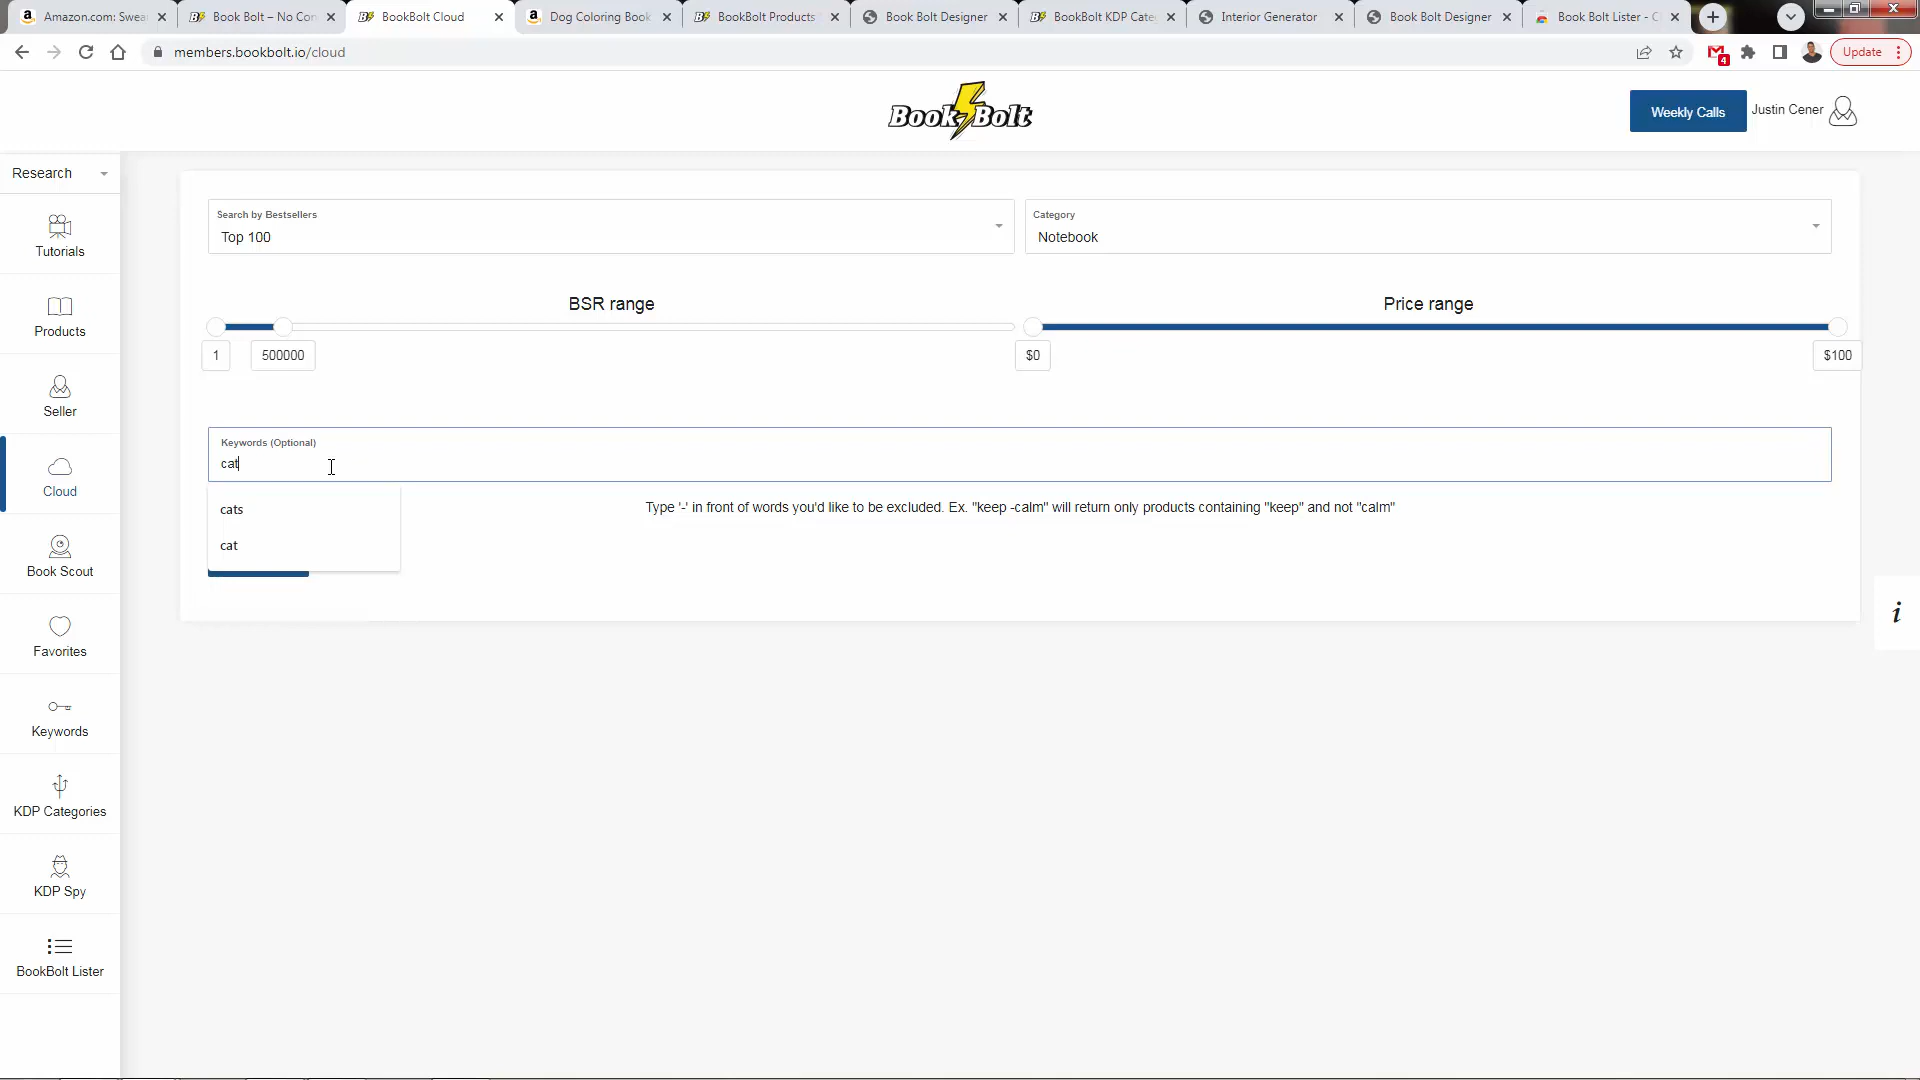 Amazon.com: Swea
Book Bolt – No Con
BookBolt Cloud
Dog Coloring Book
BookBolt Products
Book Bolt Designer
BookBolt KDP Cate
Interior Generator
Book Bolt Designer
Book Bolt Lister - C
members.bookbolt.io/cloud
4
Update
Book Bolt
Weekly Calls
Justin Cener
Research
Tutorials
Products
Seller
Cloud
Book Scout
Favorites
Keywords
KDP Categories
KDP Spy
BookBolt Lister
Search by Bestsellers
Top 100
Category
Notebook
BSR range
1
500000
Price range
$0
$100
Keywords (Optional)
cat
cats
cat
Type '-' in front of words you'd like to be excluded. Ex. "keep -calm" will return only products containing "keep" and not "calm"
i